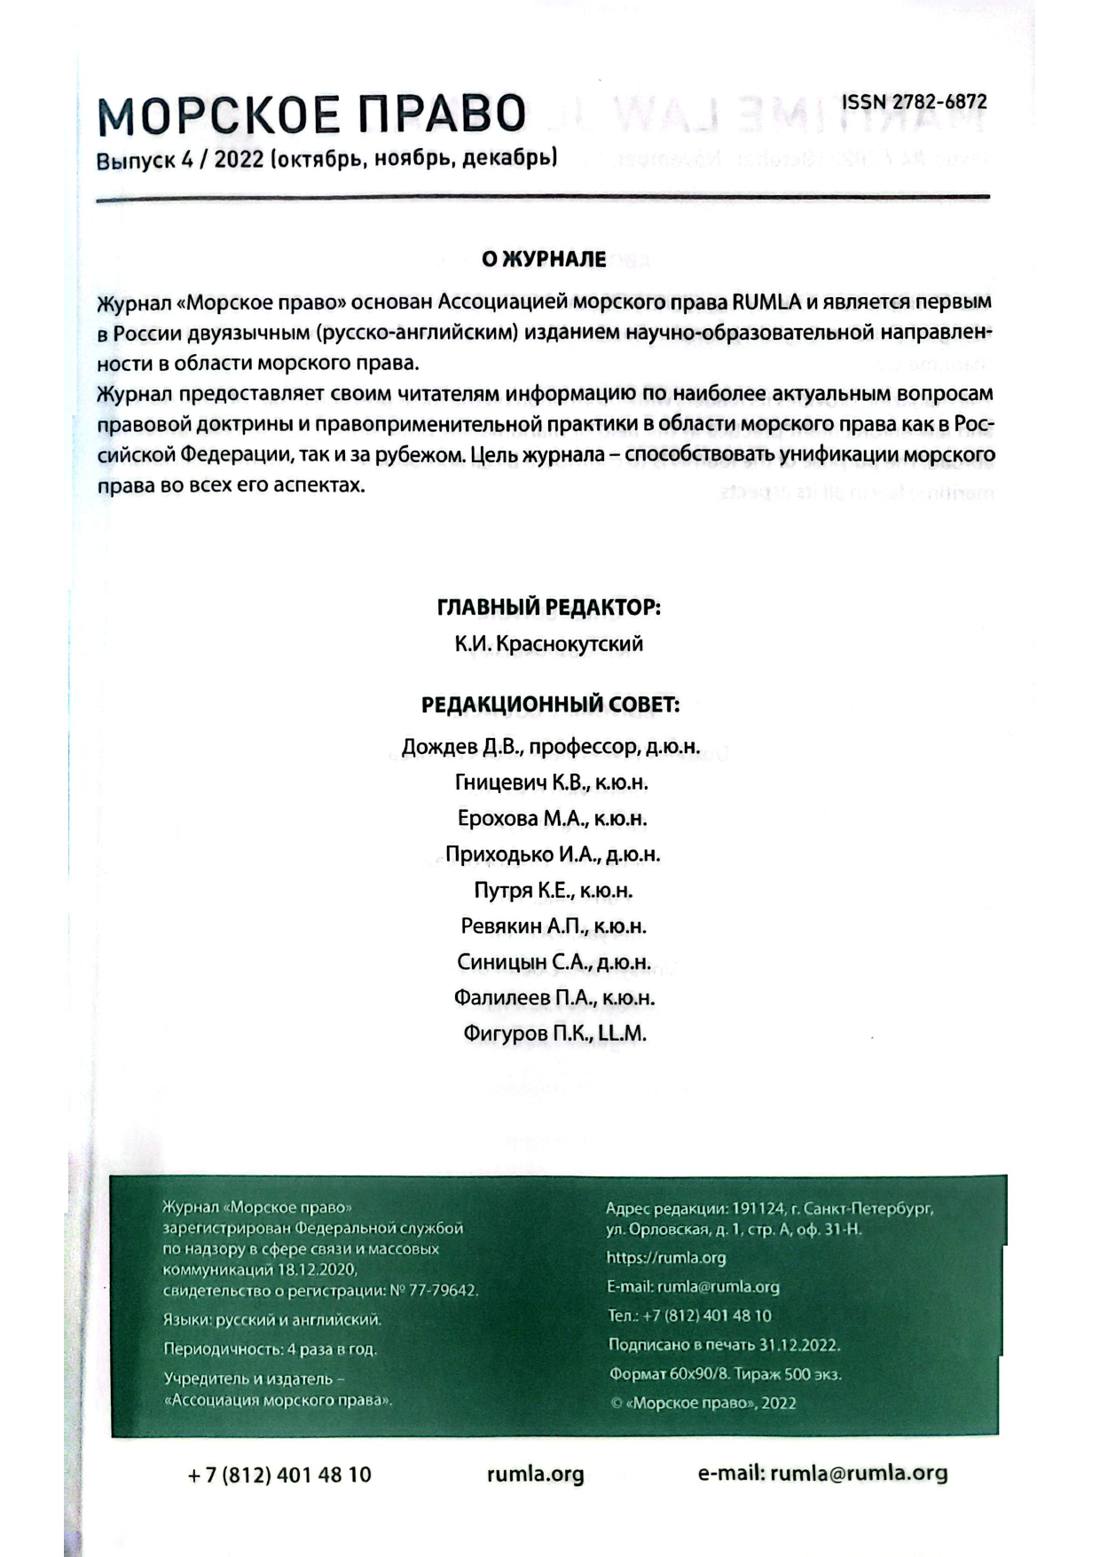 МОРСКОЕ ПРАВО
ISSN 2782-6872
Выпуск 4 / 2022 (октябрь, ноябрь, декабрь)
О ЖУРНАЛЕ
Журнал «Морское право» основан Ассоциацией морского права RUMLA и является первым
в России двуязычным (русско-английским) изданием научно-образовательной направлен-
ности в области морского права.
Журнал предоставляет своим читателям информацию по наиболее актуальным вопросам
правовой доктрины и правоприменительной практики в области морского права как в Рос-
сийской Федерации, так и за рубежом. Цель журнала – способствовать унификации морского
права во всех его аспектах.
ГЛАВНЫЙ РЕДАКТОР:
К.И. Краснокутский
РЕДАКЦИОННЫЙ СОВЕТ:
Дождев Д.В., профессор, д.ю.н.
Гницевич К.В., к.ю.н.
Ерохова М.А., к.ю.н.
Приходько И.А., д.ю.н.
Путря К.Е., к.ю.н.
Ревякин А.П., к.ю.н.
Синицын С.А., д.ю.н.
Фалилеев П.А., к.ю.н.
Фигуров П.К., LL.M.
Журнал «Морское право»
зарегистрирован Федеральной службой
по надзору в сфере связи и массовых
коммуникаций 18.12.2020,
свидетельство о регистрации: № 77-79642.
Языки: русский и английский.
Периодичность: 4 раза в год.
Учредитель и издатель –
«Ассоциация морского права».
Адрес редакции: 191124, г. Санкт-Петербург,
ул. Орловская, д. 1, стр. А, оф. 31-Н.
https://rumla.org
E-mail: rumla@rumla.org
Тел.: +7 (812) 401 48 10
Подписано в печать 31.12.2022.
Формат 60х90/8. Тираж 500 экз.
© «Морское право», 2022
+ 7 (812) 401 48 10
rumla.org
e-mail: rumla@rumla.org